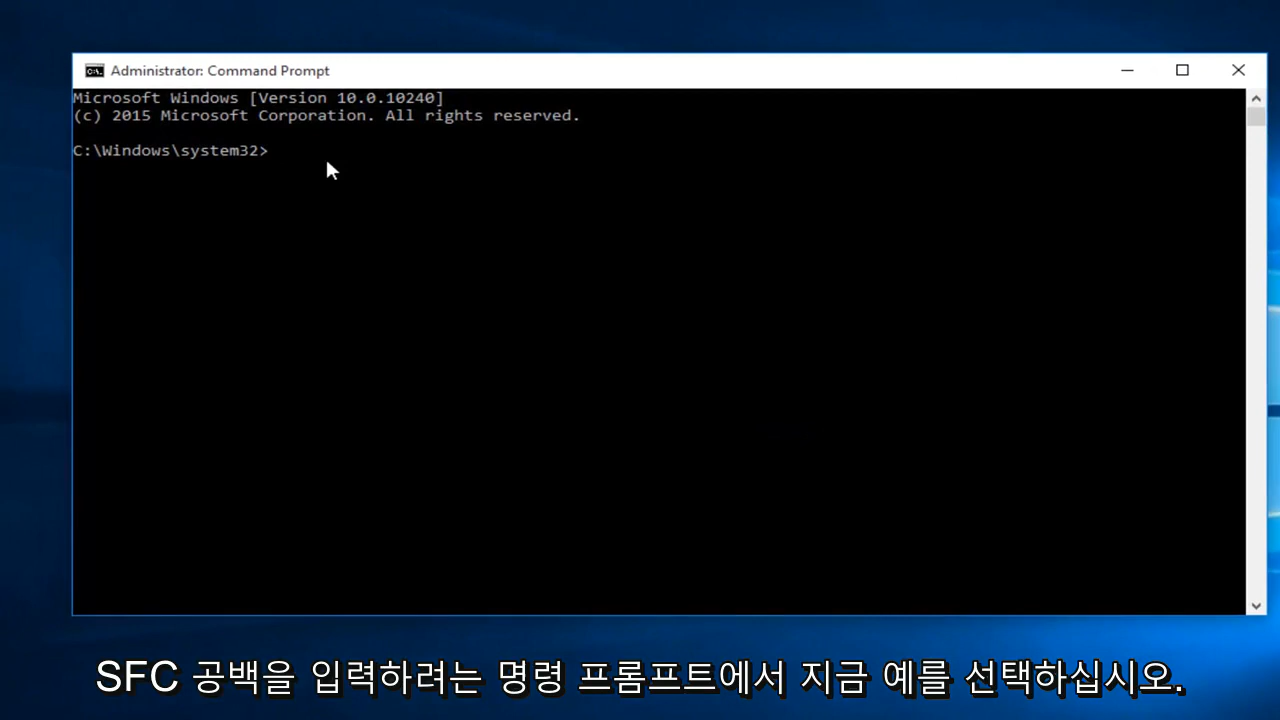 Administrator: Command Prompt
Microsoft Windows [Version 10.0.10240]
(c) 2015 Microsoft Corporation. All rights reserved.
C:\Windows\system32>
SFC 공백을 입력하려는 명령 프롬프트에서 지금 예를 선택하십시오.